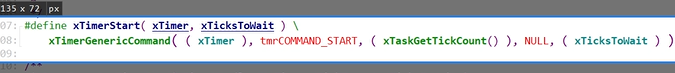 135 x 72 px
07: #define xTimerStart( xTimer, xTicksToWait ) \
08: xTimerGenericCommand( ( xTimer ), tmrCOMMAND_START, ( xTaskGetTickCount() ), NULL, ( xTicksToWait ) )
09:
10: /**